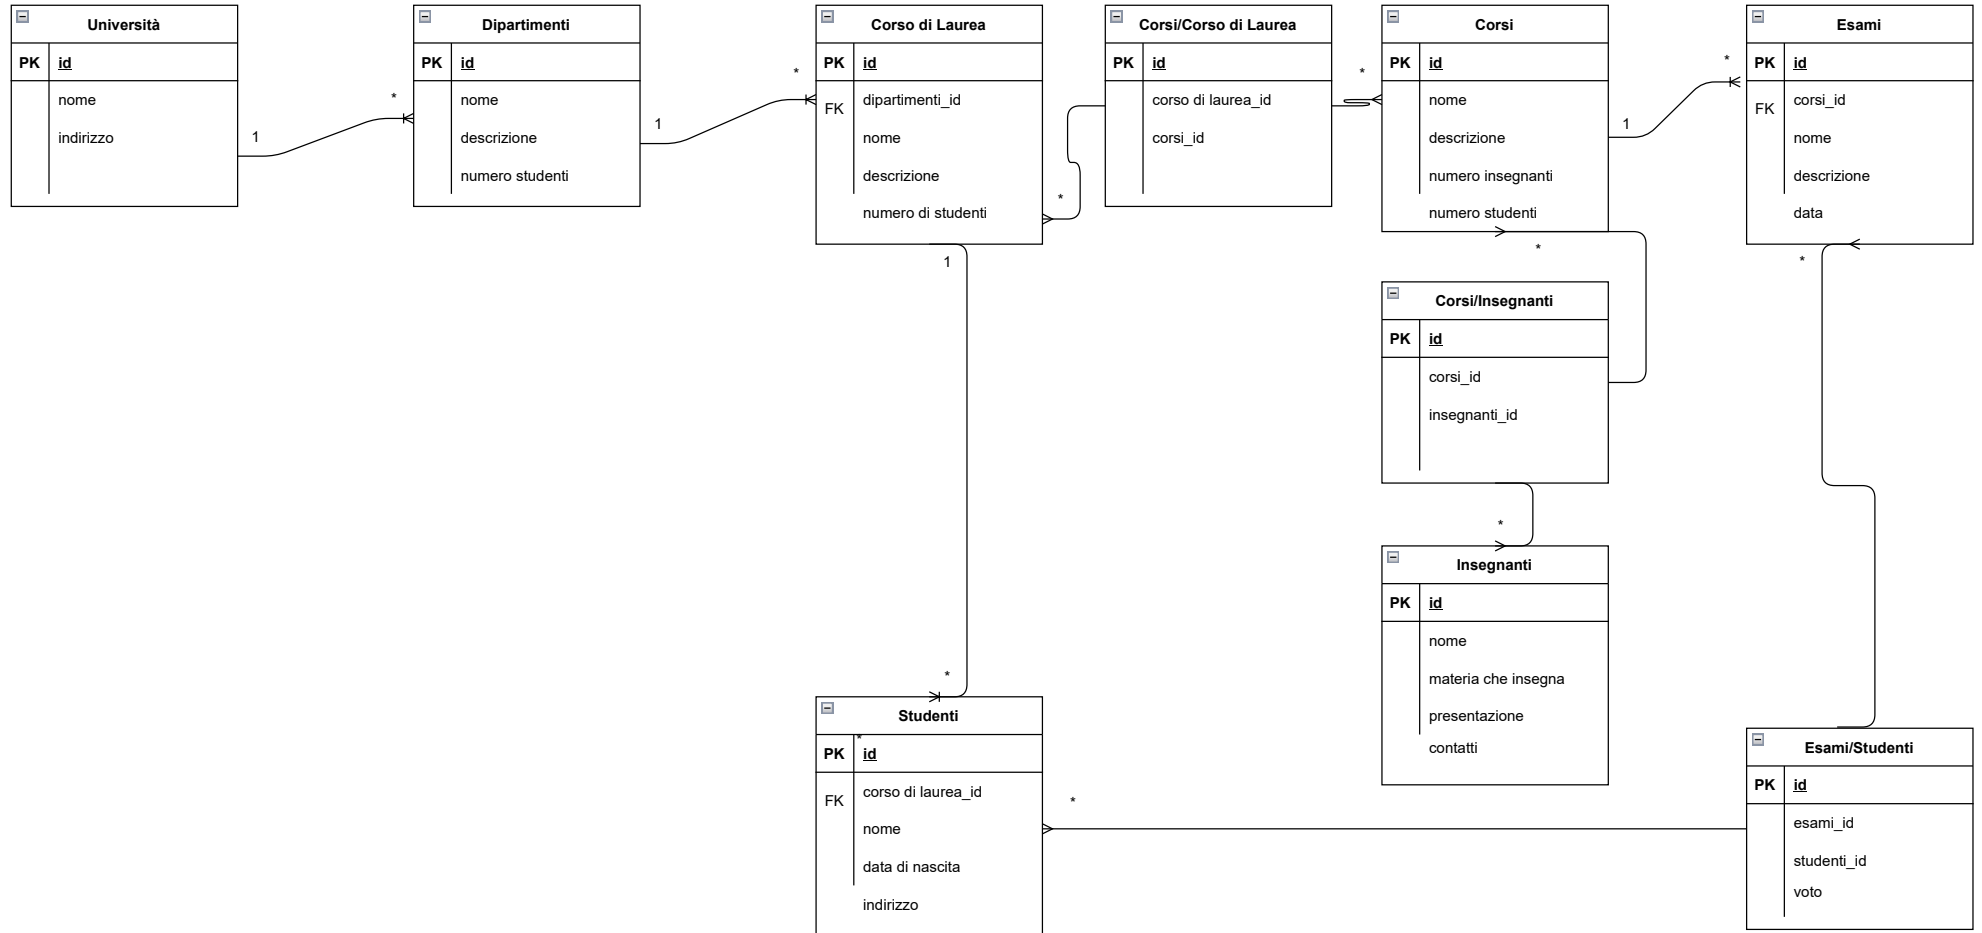 Università
PK id
nome
indirizzo
1
*
Dipartimenti
PK id
nome
descrizione
numero studenti
1
*
Corso di Laurea
PK id
FK dipartimenti_id
nome
descrizione
numero di studenti
1
*
Corsi/Corso di Laurea
PK id
corso di laurea_id
corsi_id
*
Corsi
PK id
nome
descrizione
numero insegnanti
numero studenti
*
1
*
Esami
PK id
FK corsi_id
nome
descrizione
data
*
Corsi/Insegnanti
PK id
corsi_id
insegnanti_id
*
Insegnanti
PK id
nome
materia che insegna
presentazione
contatti
*
Studenti
*
PK id
FK corso di laurea_id
nome
data di nascita
indirizzo
*
Esami/Studenti
PK id
esami_id
studenti_id
voto